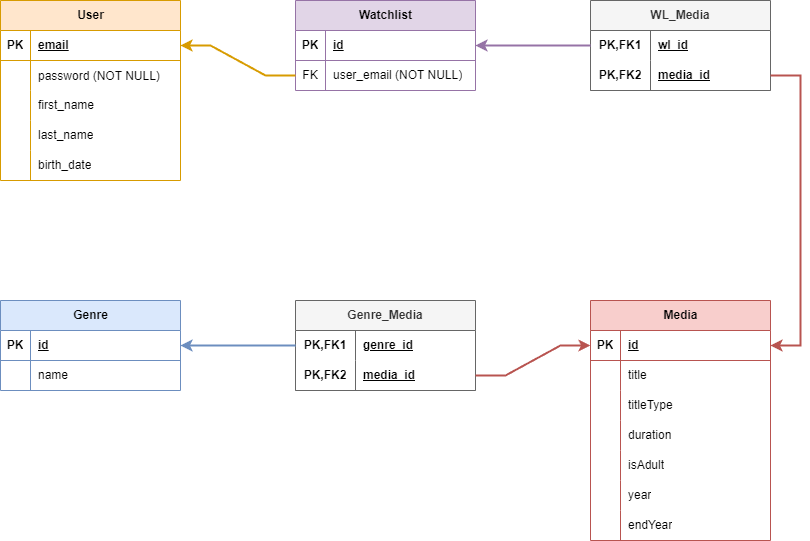 User
PK email
password (NOT NULL)
first_name
last_name
birth_date
Watchlist
PK id
FK user_email (NOT NULL)
WL_Media
PK,FK1 wl_id
PK,FK2 media_id
Genre
PK id
name
Genre_Media
PK,FK1 genre_id
PK,FK2 media_id
Media
PK id
title
titleType
duration
isAdult
year
endYear